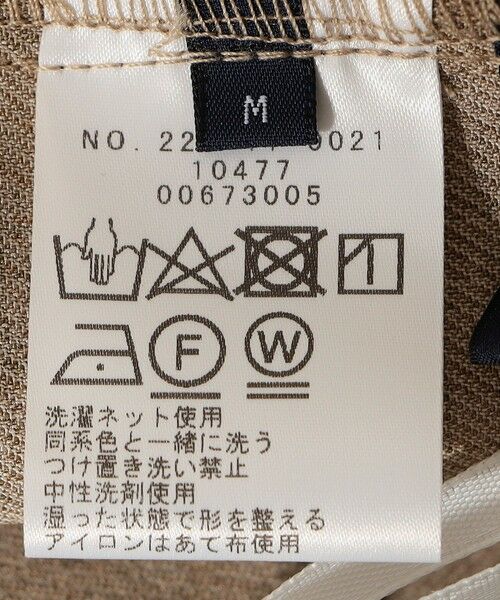 M
NO. 22 0021
10477
00673005
F
W
洗濯ネット使用
同系色と一緒に洗う
つけ置き洗い禁止
中性洗剤使用
湿った状態で形を整える
アイロンはあて布使用